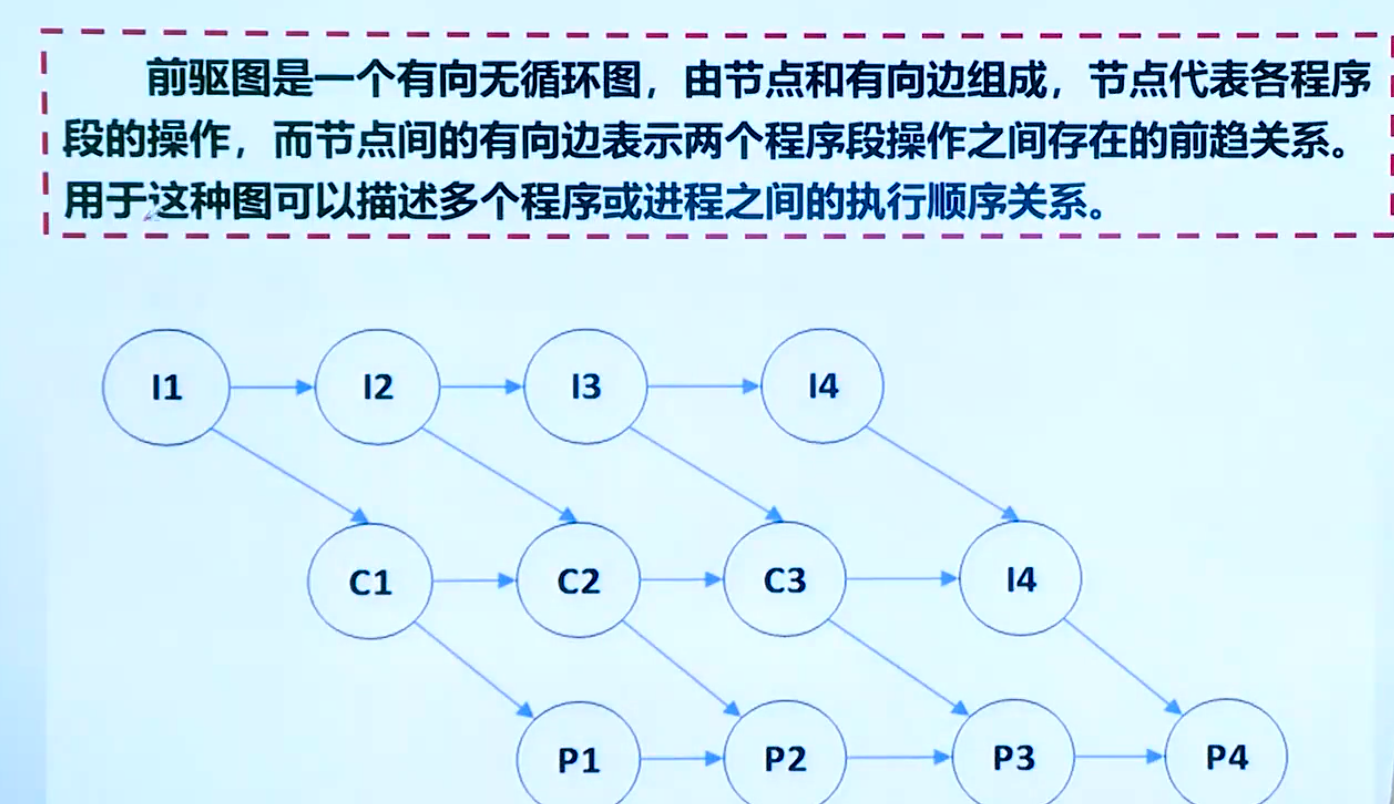 前驱图是一个有向无循环图，由节点和有向边组成，节点代表各程序
段的操作，而节点间的有向边表示两个程序段操作之间存在的前趋关系。
用于这种图可以描述多个程序或进程之间的执行顺序关系。
I1 I2 I3 I4
C1 C2 C3 I4
P1 P2 P3 P4